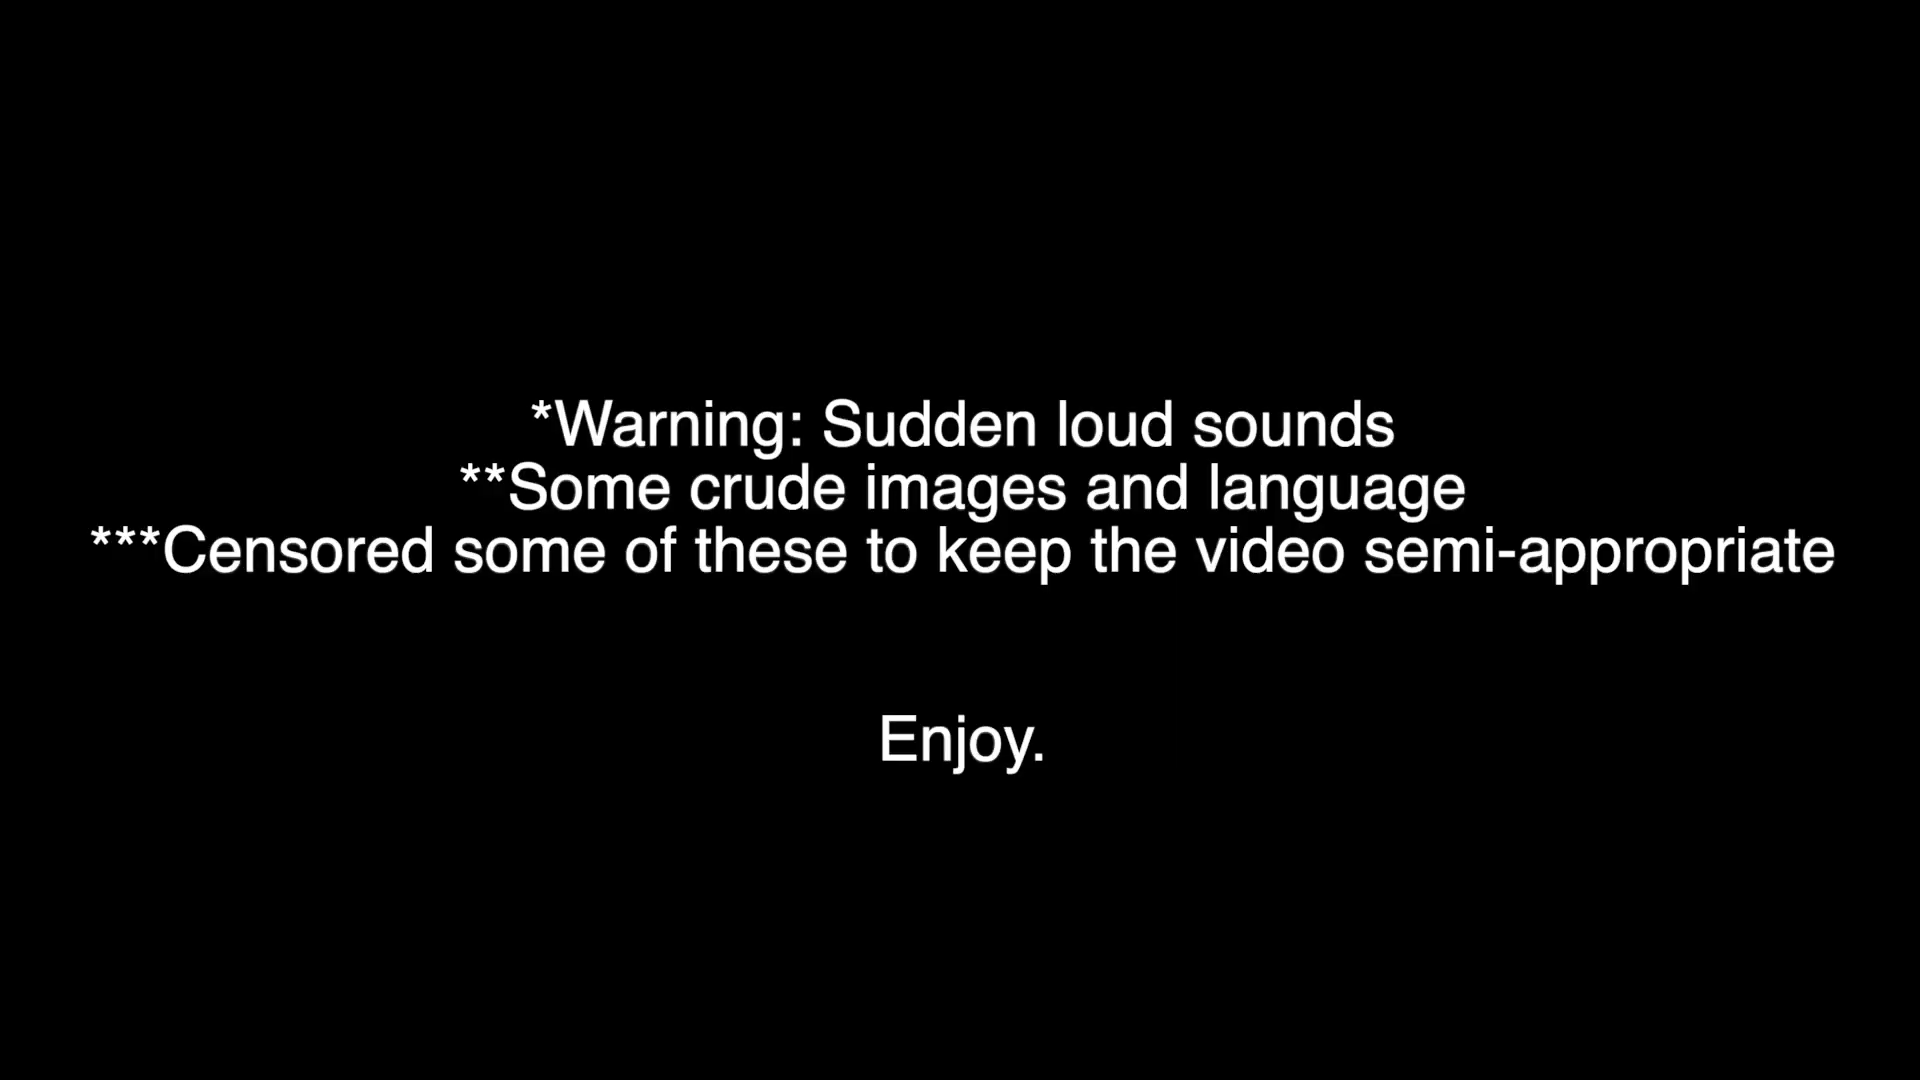 *Warning: Sudden loud sounds
**Some crude images and language
***Censored some of these to keep the video semi-appropriate
Enjoy.